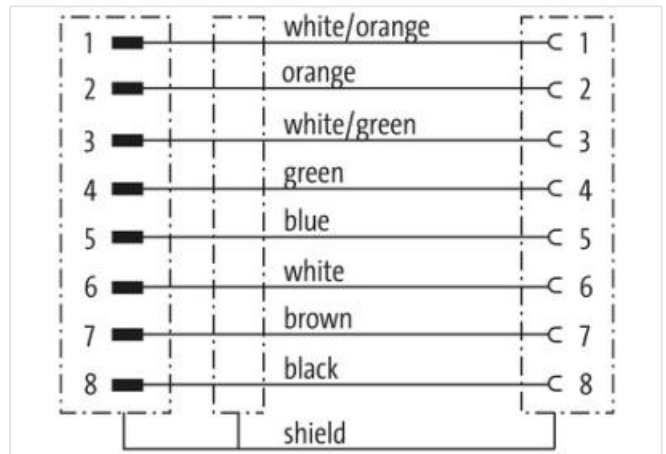 1 white/orange 1
2 orange 2
3 white/green 3
4 green 4
5 blue 5
6 white 6
7 brown 7
8 black 8
shield